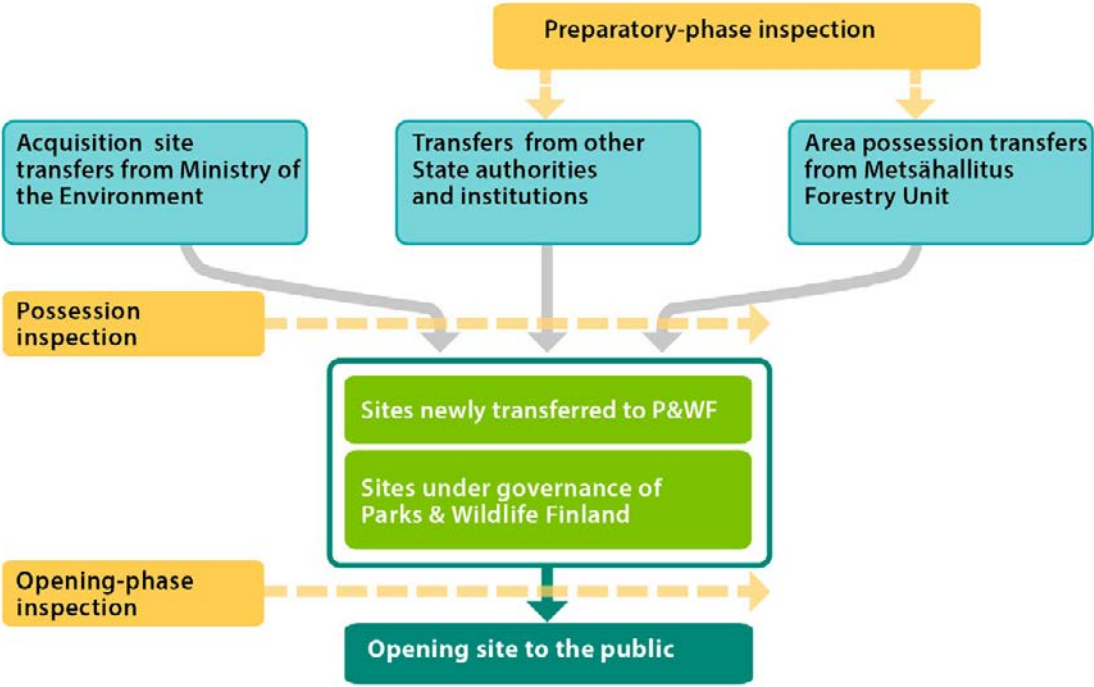 Preparatory-phase inspection
Acquisition site
transfers from Ministry of
the Environment
Transfers from other
State authorities
and institutions
Area possession transfers
from Metsähallitus
Forestry Unit
Possession
inspection
Sites newly transferred to P&WF
Sites under governance of
Parks & Wildlife Finland
Opening-phase
inspection
Opening site to the public